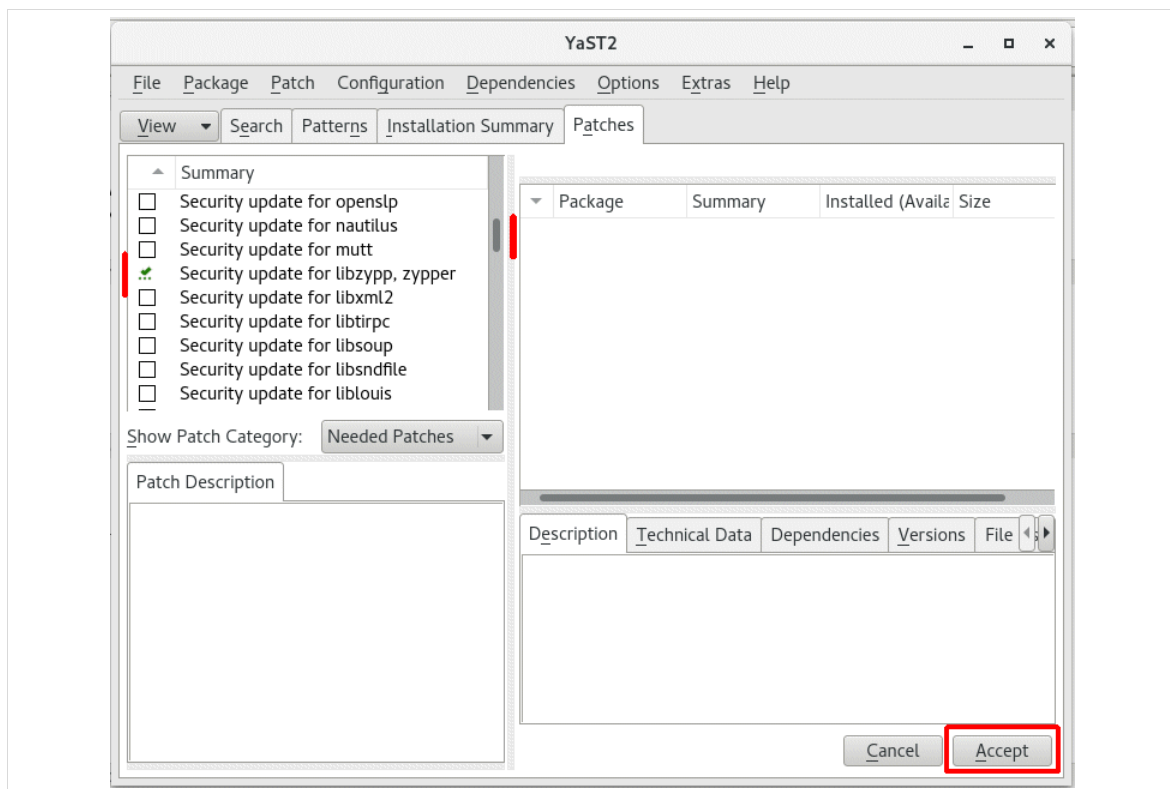 YaST2
File Package Patch Configuration Dependencies Options Extras Help
View Search Patterns Installation Summary Patches
Summary
Security update for openslp
Security update for nautilus
Security update for mutt
Security update for libzypp, zypper
Security update for libxml2
Security update for libtirpc
Security update for libsoup
Security update for libsndfile
Security update for liblouis
Show Patch Category: Needed Patches
Patch Description
Package Summary Installed (Availa Size
Description Technical Data Dependencies Versions File
Cancel Accept